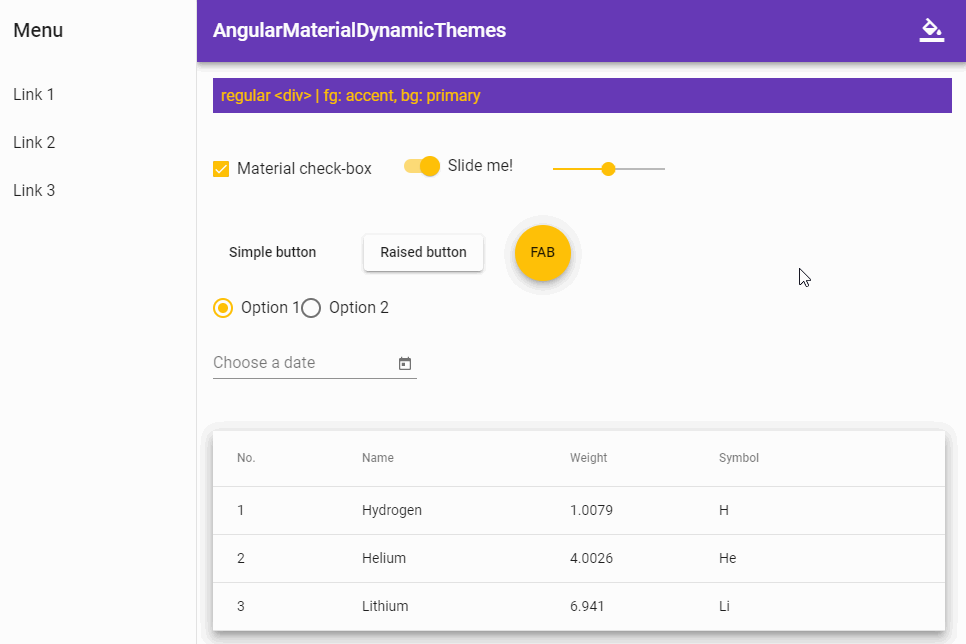 Menu
Link 1
Link 2
Link 3
AngularMaterialDynamicThemes
regular <div> | fg: accent, bg: primary
Material check-box Slide me!
Simple button Raised button FAB
Option 1 Option 2
Choose a date
No. Name Weight Symbol
1 Hydrogen 1.0079 H
2 Helium 4.0026 He
3 Lithium 6.941 Li